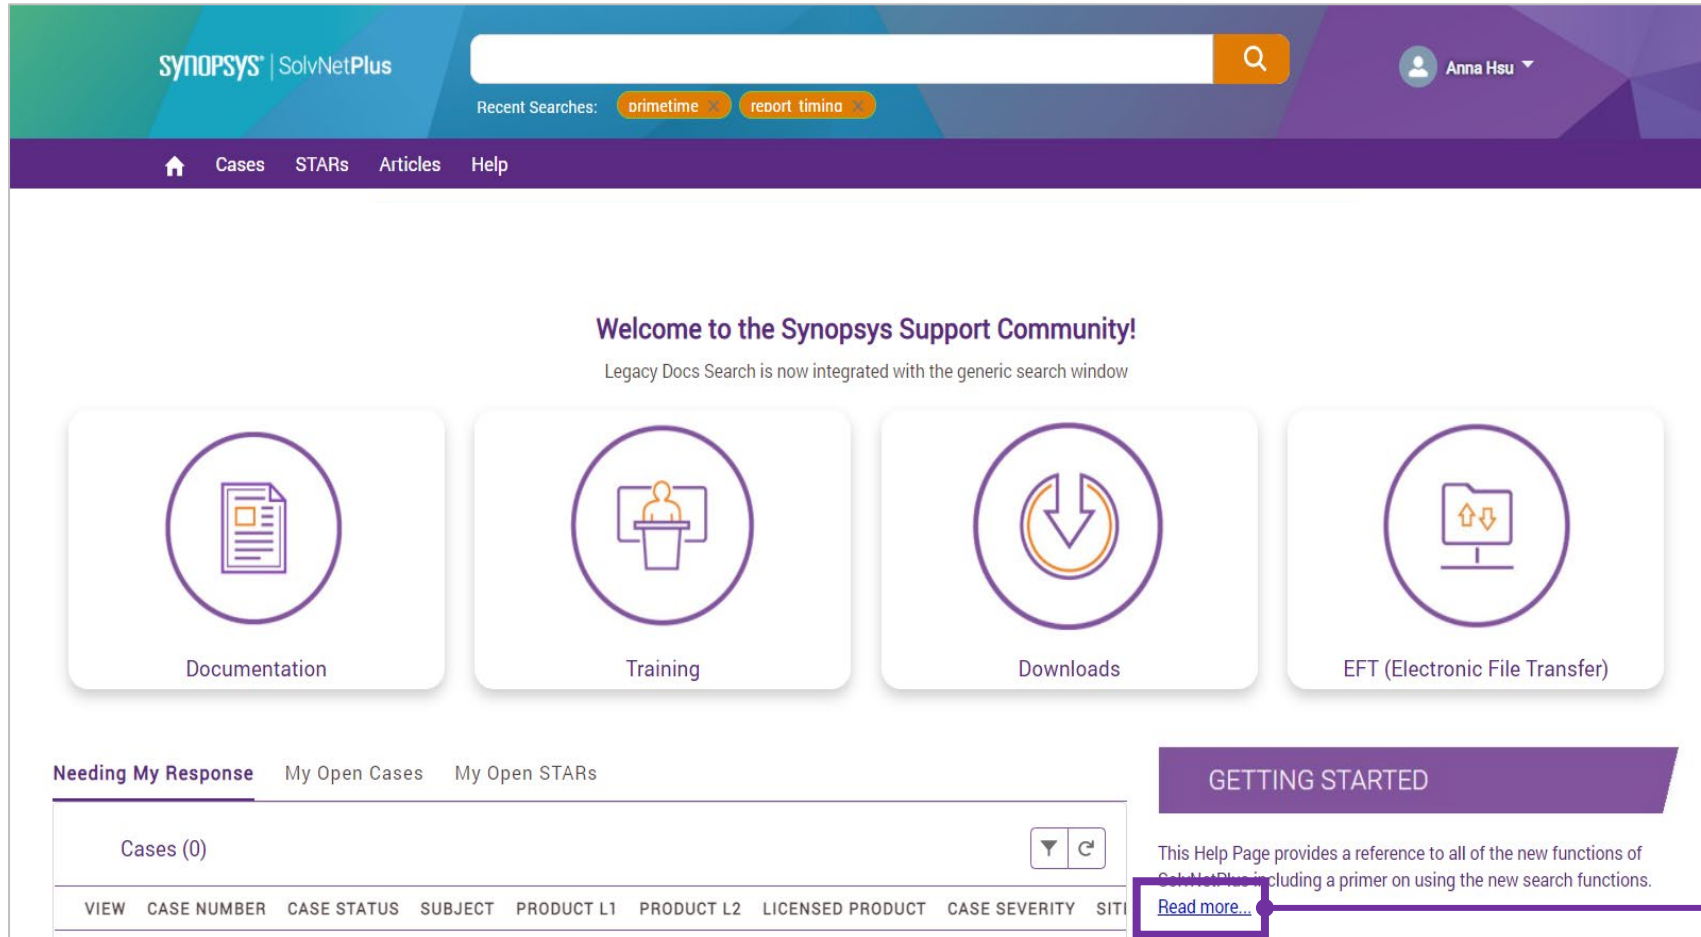 SYNOPSYS® | SolvNetPlus
Anna Hsu
Recent Searches: primetime × report_timing ×
Cases STARs Articles Help
Welcome to the Synopsys Support Community!
Legacy Docs Search is now integrated with the generic search window
Documentation
Training
Downloads
EFT (Electronic File Transfer)
Needing My Response My Open Cases My Open STARs
Cases (0)
VIEW CASE NUMBER CASE STATUS SUBJECT PRODUCT L1 PRODUCT L2 LICENSED PRODUCT CASE SEVERITY
GETTING STARTED
This Help Page provides a reference to all of the new functions of
SolvNetPlus including a primer on using the new search functions.
Read more...